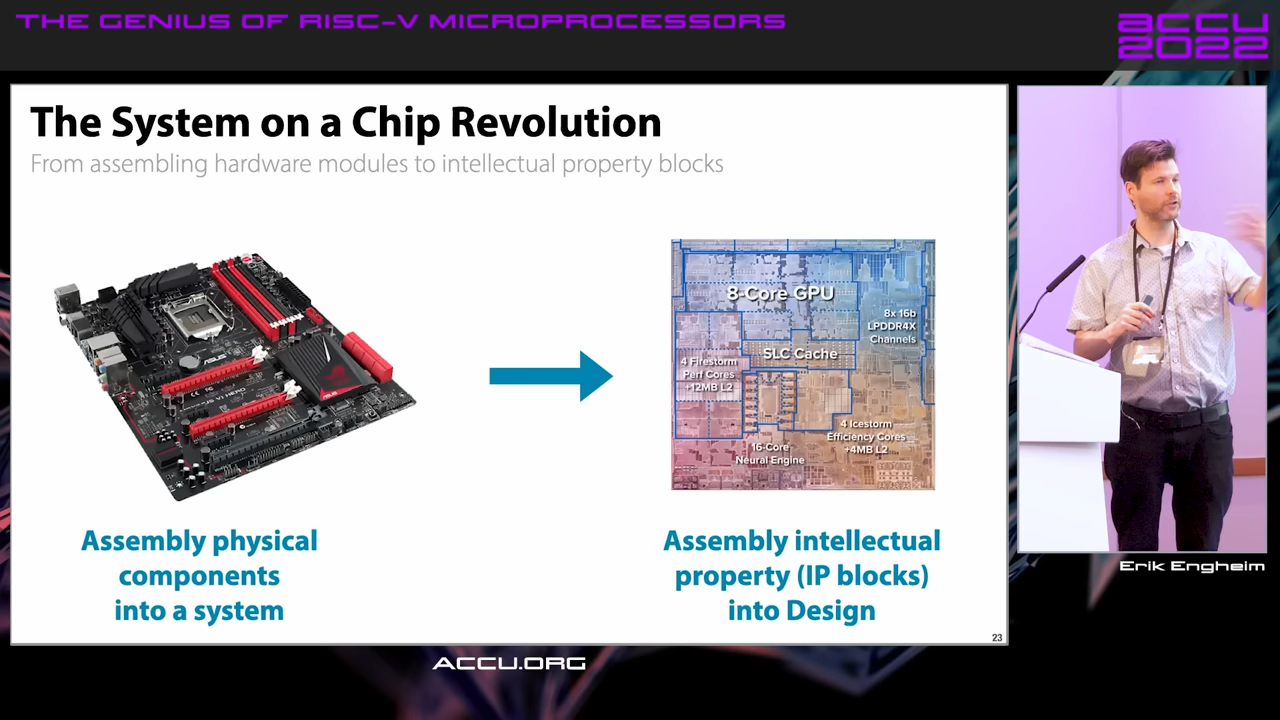 THE GENIUS OF RISC-V MICROPROCESSORS
ACCU
2022
The System on a Chip Revolution
From assembling hardware modules to intellectual property blocks
ASUS
8-Core GPU
8x 16b
LPDDR4X
Channels
SLC Cache
4 Firestorm
Perf Cores
+12MB L2
4 Icestorm
Efficiency Cores
+4MB L2
16-Core
Neural Engine
Assembly physical
components
into a system
Assembly intellectual
property (IP blocks)
into Design
23
Erik Engheim
ACCU.ORG